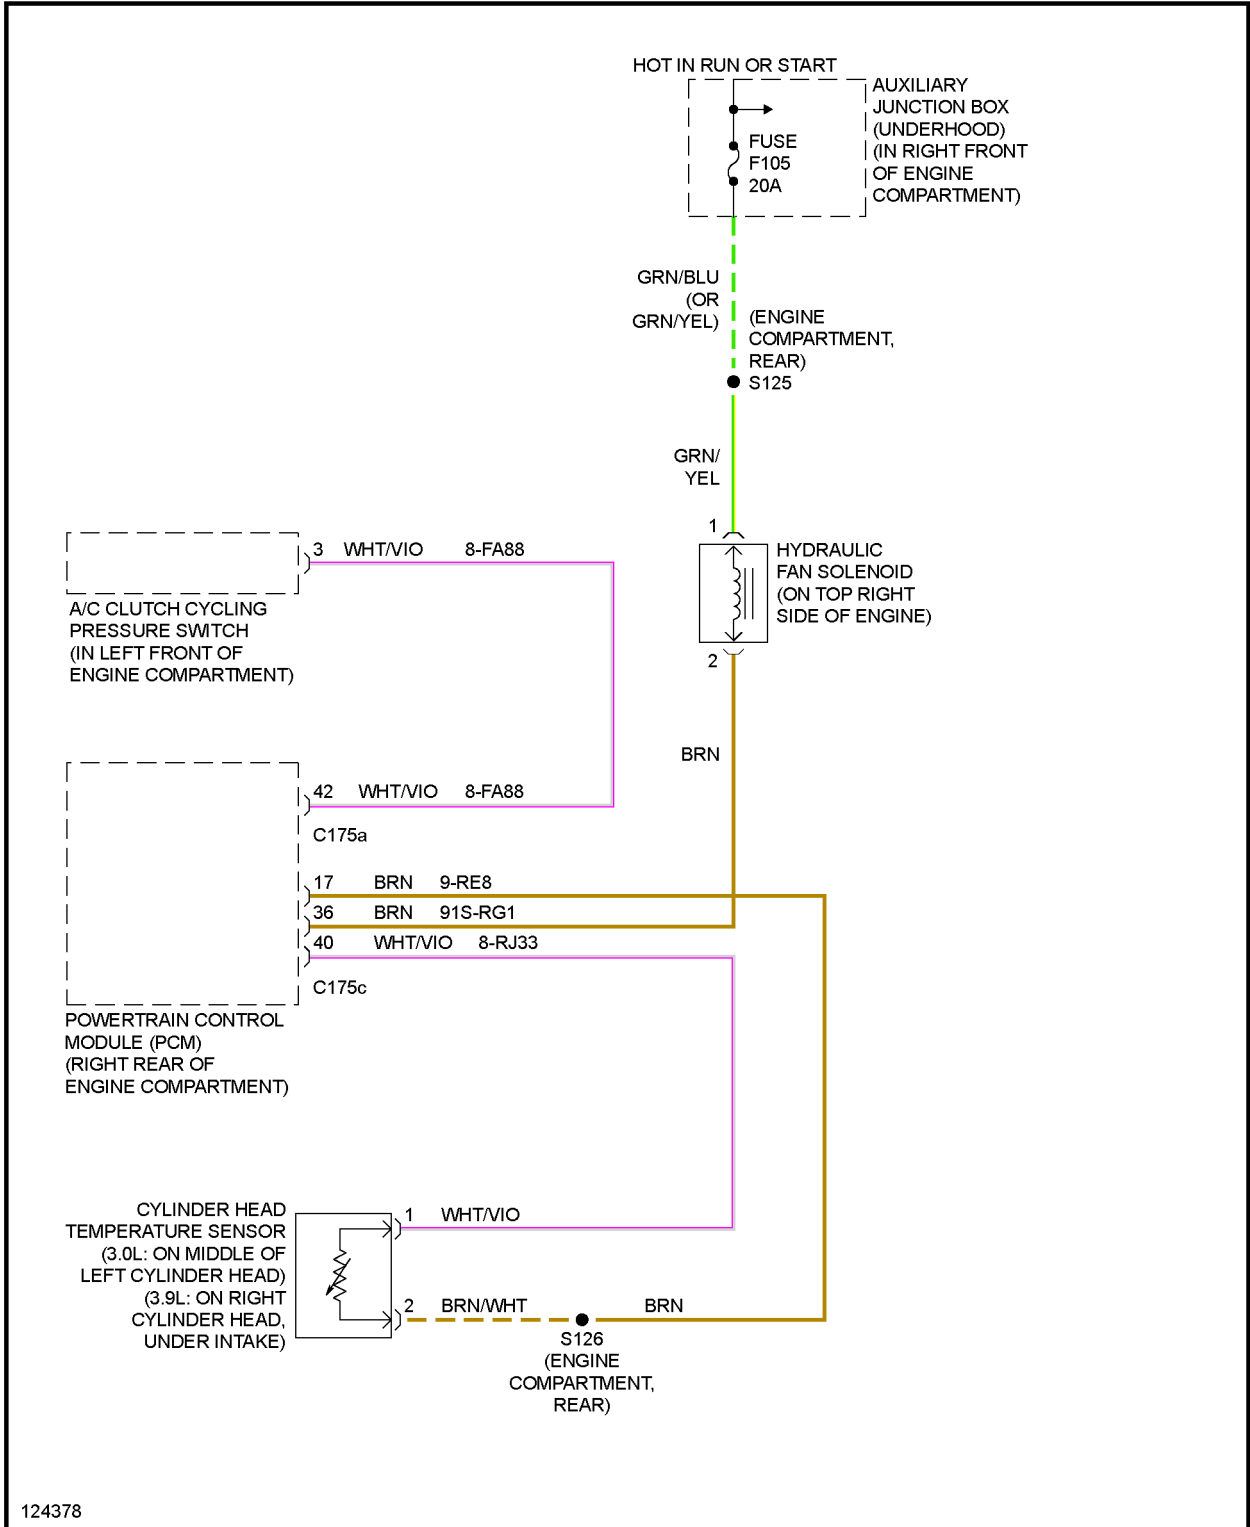 HOT IN RUN OR START
AUXILIARY
JUNCTION BOX
(UNDERHOOD)
(IN RIGHT FRONT
OF ENGINE
COMPARTMENT)
FUSE
F105
20A
GRN/BLU
(OR
GRN/YEL)
(ENGINE
COMPARTMENT,
REAR)
S125
GRN/
YEL
1
HYDRAULIC
FAN SOLENOID
(ON TOP RIGHT
SIDE OF ENGINE)
2
BRN
3 WHT/VIO 8-FA88
A/C CLUTCH CYCLING
PRESSURE SWITCH
(IN LEFT FRONT OF
ENGINE COMPARTMENT)
42 WHT/VIO 8-FA88
C175a
17 BRN 9-RE8
36 BRN 91S-RG1
40 WHT/VIO 8-RJ33
C175c
POWERTRAIN CONTROL
MODULE (PCM)
(RIGHT REAR OF
ENGINE COMPARTMENT)
CYLINDER HEAD
TEMPERATURE SENSOR
(3.0L: ON MIDDLE OF
LEFT CYLINDER HEAD)
(3.9L: ON RIGHT
CYLINDER HEAD,
UNDER INTAKE)
1 WHT/VIO
2 BRN/WHT BRN
S126
(ENGINE
COMPARTMENT,
REAR)
124378